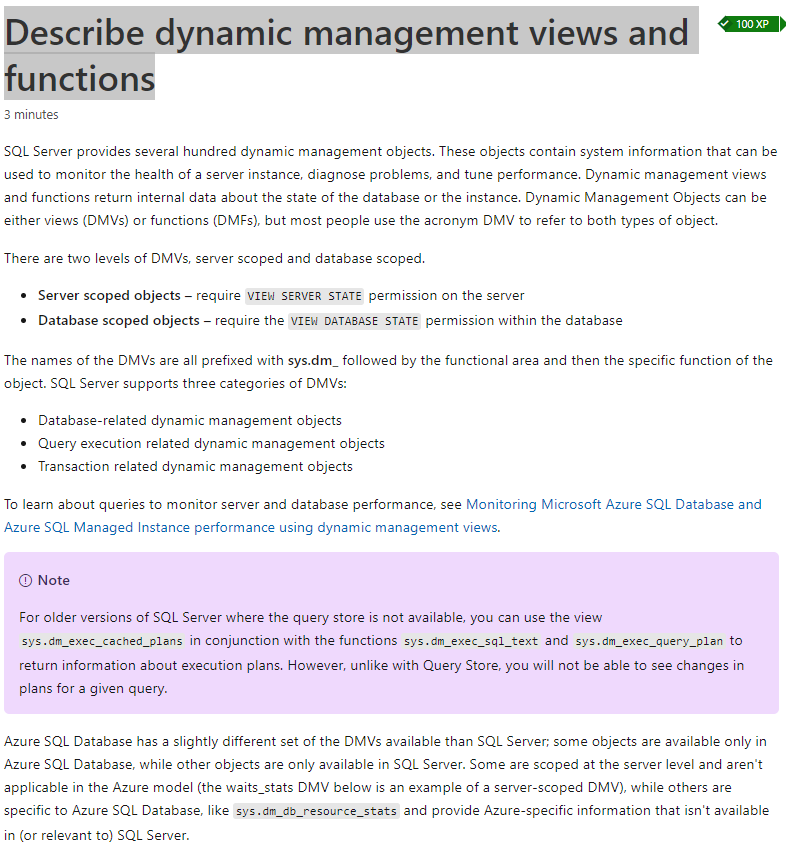 Describe dynamic management views and
functions
100 XP
3 minutes
SQL Server provides several hundred dynamic management objects. These objects contain system information that can be
used to monitor the health of a server instance, diagnose problems, and tune performance. Dynamic management views
and functions return internal data about the state of the database or the instance. Dynamic Management Objects can be
either views (DMVs) or functions (DMFs), but most people use the acronym DMV to refer to both types of object.
There are two levels of DMVs, server scoped and database scoped.
• Server scoped objects – require VIEW SERVER STATE permission on the server
• Database scoped objects – require the VIEW DATABASE STATE permission within the database
The names of the DMVs are all prefixed with sys.dm_ followed by the functional area and then the specific function of the
object. SQL Server supports three categories of DMVs:
• Database-related dynamic management objects
• Query execution related dynamic management objects
• Transaction related dynamic management objects
To learn about queries to monitor server and database performance, see Monitoring Microsoft Azure SQL Database and
Azure SQL Managed Instance performance using dynamic management views.
Note
For older versions of SQL Server where the query store is not available, you can use the view
sys.dm_exec_cached_plans in conjunction with the functions sys.dm_exec_sql_text and sys.dm_exec_query_plan to
return information about execution plans. However, unlike with Query Store, you will not be able to see changes in
plans for a given query.
Azure SQL Database has a slightly different set of the DMVs available than SQL Server; some objects are available only in
Azure SQL Database, while other objects are only available in SQL Server. Some are scoped at the server level and aren't
applicable in the Azure model (the waits_stats DMV below is an example of a server-scoped DMV), while others are
specific to Azure SQL Database, like sys.dm_db_resource_stats and provide Azure-specific information that isn't available
in (or relevant to) SQL Server.